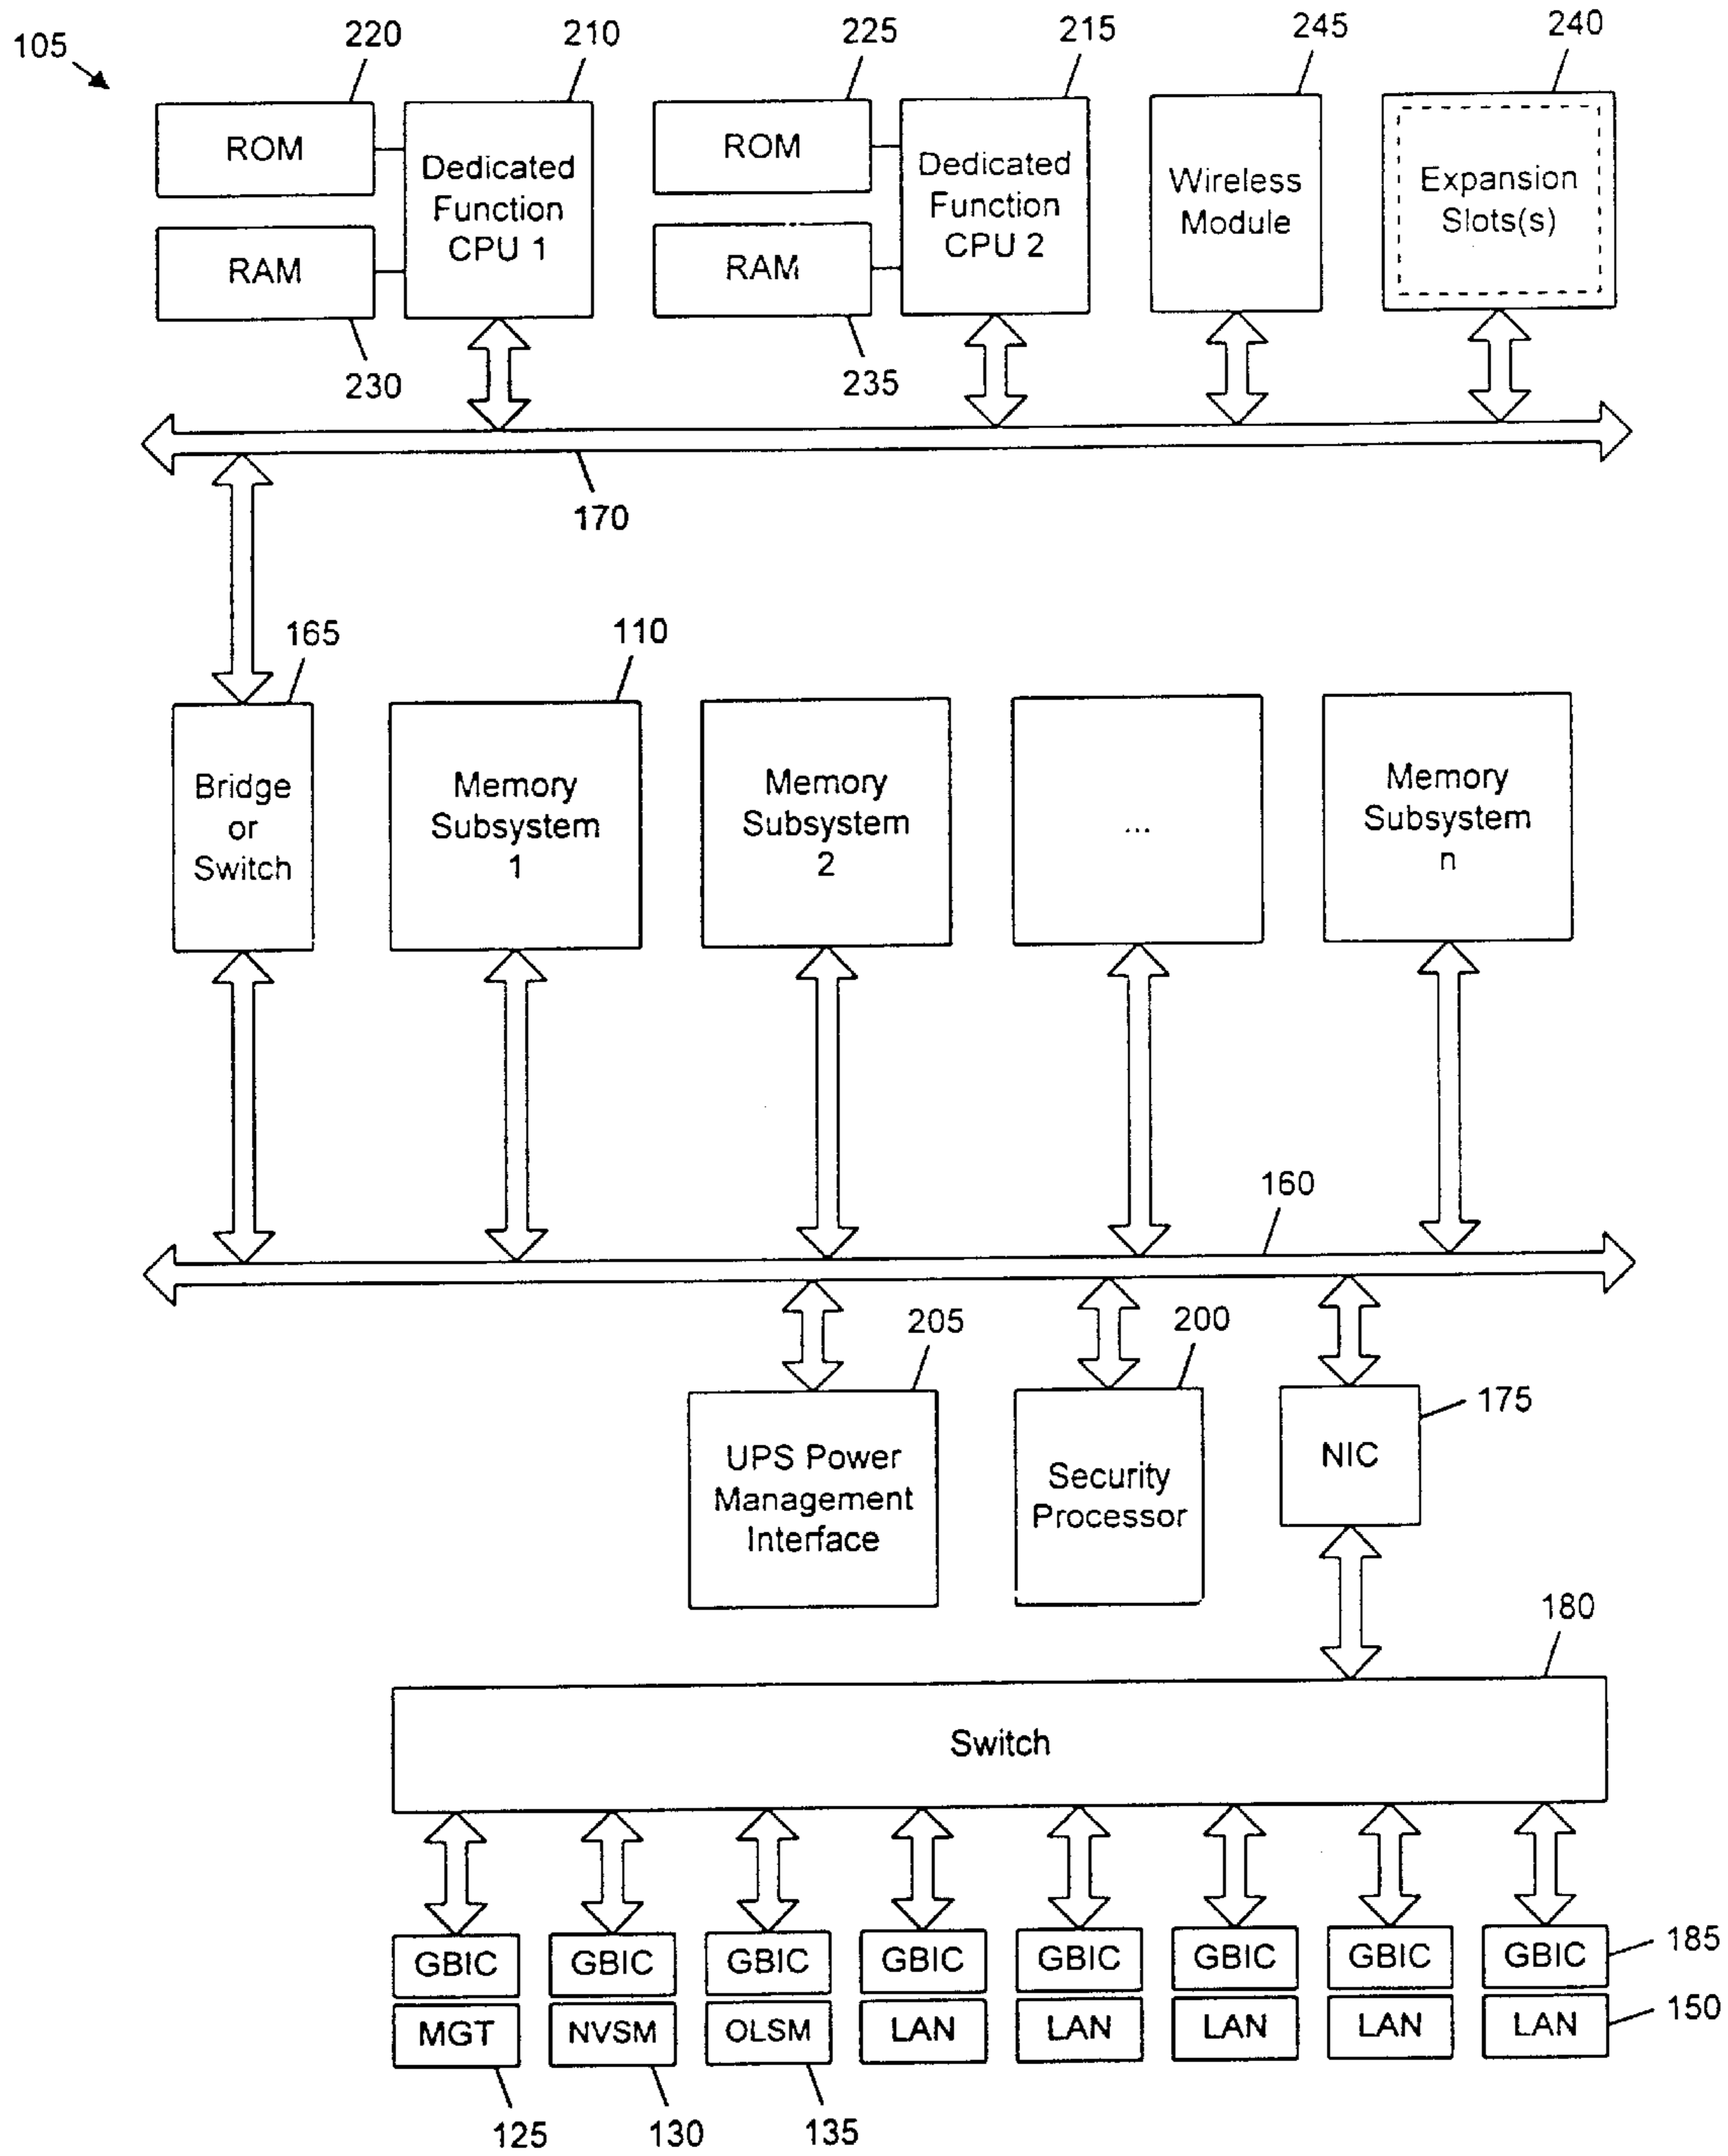 105
220
210
225
215
245
240
ROM
Dedicated
Function
CPU 1
RAM
ROM
Dedicated
Function
CPU 2
RAM
Wireless
Module
Expansion
Slots(s)
230
235
170
165
110
Bridge
or
Switch
Memory
Subsystem
1
Memory
Subsystem
2
...
Memory
Subsystem
n
160
205
200
175
UPS Power
Management
Interface
Security
Processor
NIC
180
Switch
GBIC
GBIC
GBIC
GBIC
GBIC
GBIC
GBIC
GBIC
185
MGT
NVSM
OLSM
LAN
LAN
LAN
LAN
LAN
150
125
130
135